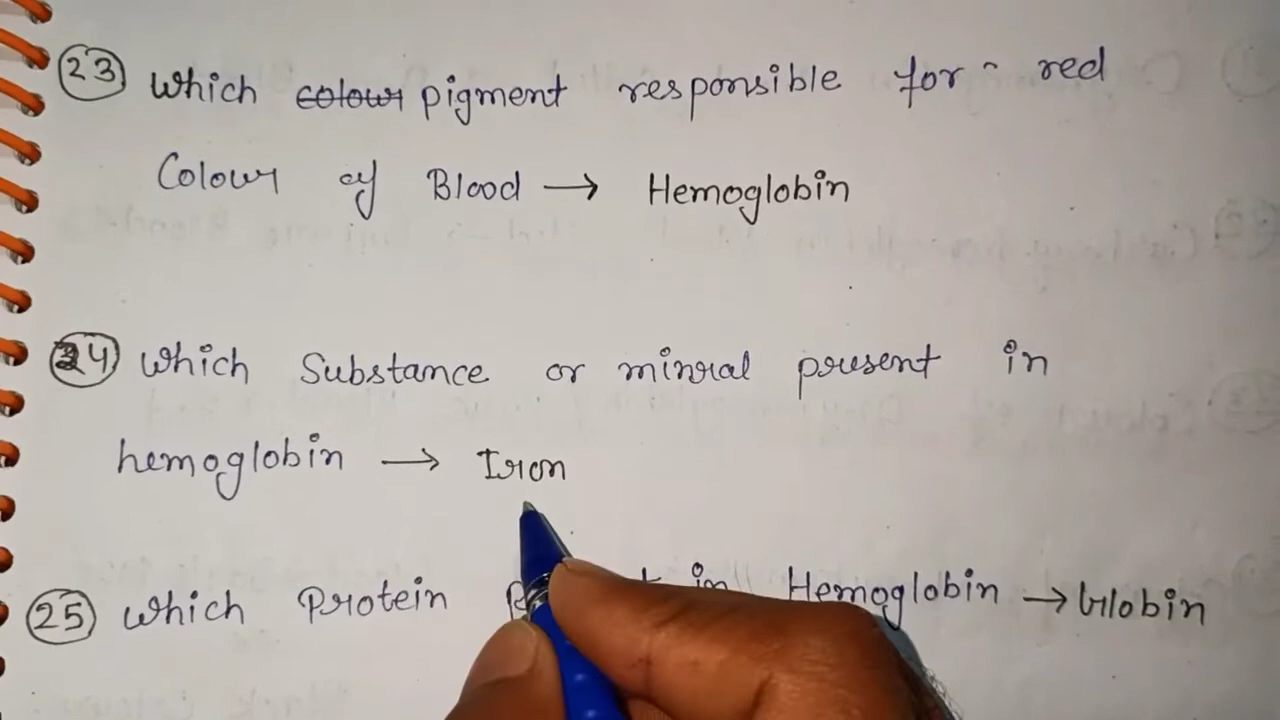 23 Which colour pigment responsible for red
Colour of Blood → Hemoglobin
24 Which Substance or minral present in
hemoglobin → Iron
25 Which Protein in Hemoglobin → Globin